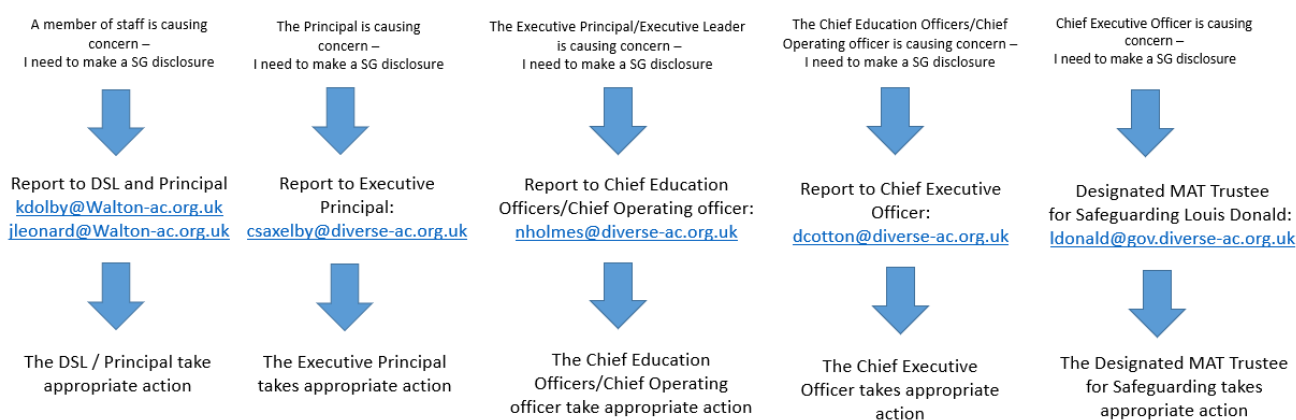 A member of staff is causing
concern –
I need to make a SG disclosure
Report to DSL and Principal
kdolby@Walton-ac.org.uk
jleonard@Walton-ac.org.uk
The DSL / Principal take
appropriate action
The Principal is causing
concern –
I need to make a SG disclosure
Report to Executive
Principal:
csaxelby@diverse-ac.org.uk
The Executive Principal
takes appropriate action
The Executive Principal/Executive Leader
is causing concern –
I need to make a SG disclosure
Report to Chief Education
Officers/Chief Operating officer:
nholmes@diverse-ac.org.uk
The Chief Education
Officers/Chief Operating
officer take appropriate action
The Chief Education Officers/Chief
Operating officer is causing concern –
I need to make a SG disclosure
Report to Chief Executive
Officer:
dcotton@diverse-ac.org.uk
The Chief Executive
Officer takes appropriate
action
Chief Executive Officer is causing
concern –
I need to make a SG disclosure
Designated MAT Trustee
for Safeguarding Louis Donald:
ldonald@gov.diverse-ac.org.uk
The Designated MAT Trustee
for Safeguarding takes
appropriate action